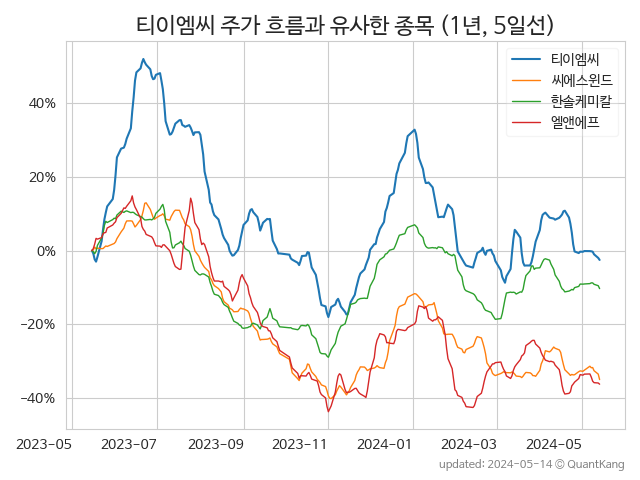 티이엠씨 주가 흐름과 유사한 종목 (1년, 5일선)
티이엠씨
씨에스윈드
한솔케미칼
엘앤에프
40%
20%
0%
−20%
−40%
2023-05 2023-07 2023-09 2023-11 2024-01 2024-03 2024-05
updated: 2024-05-14 © QuantKang